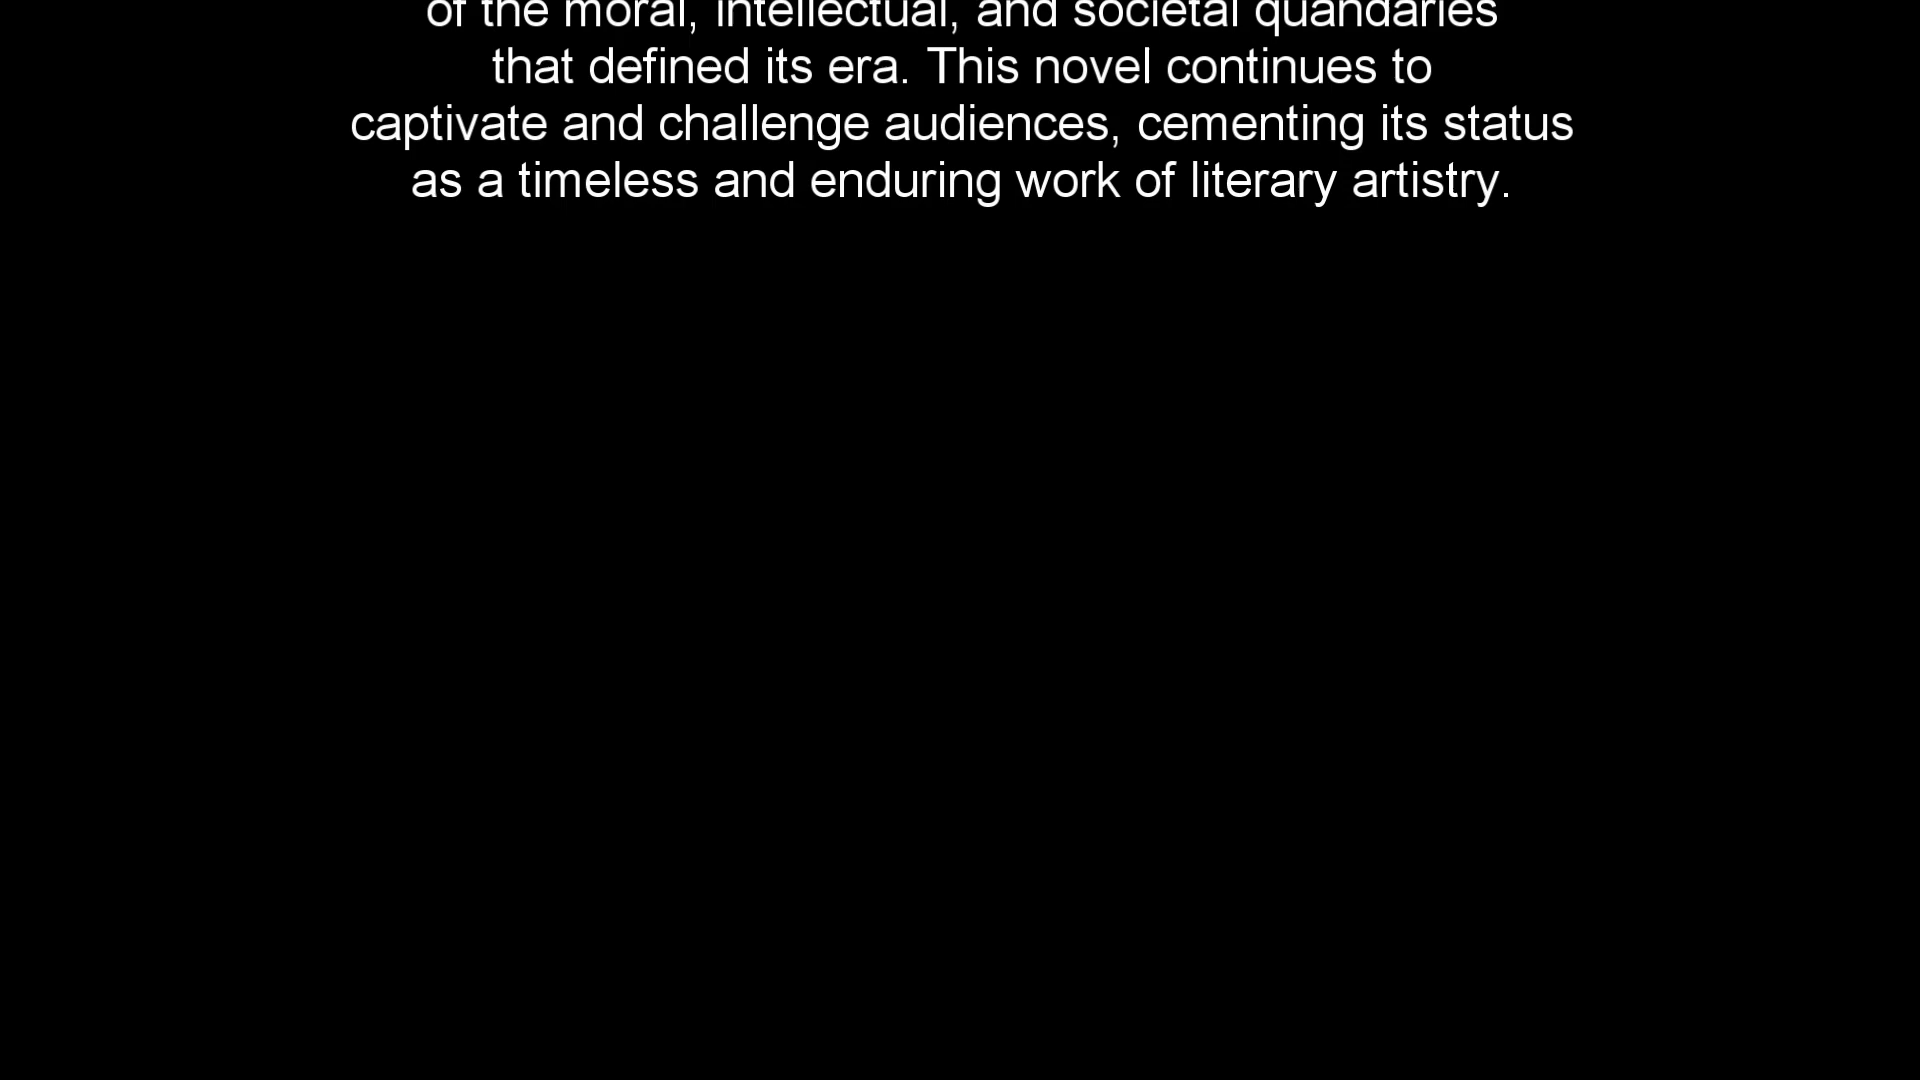 of the moral, intellectual, and societal quandaries
that defined its era. This novel continues to
captivate and challenge audiences, cementing its status
as a timeless and enduring work of literary artistry.